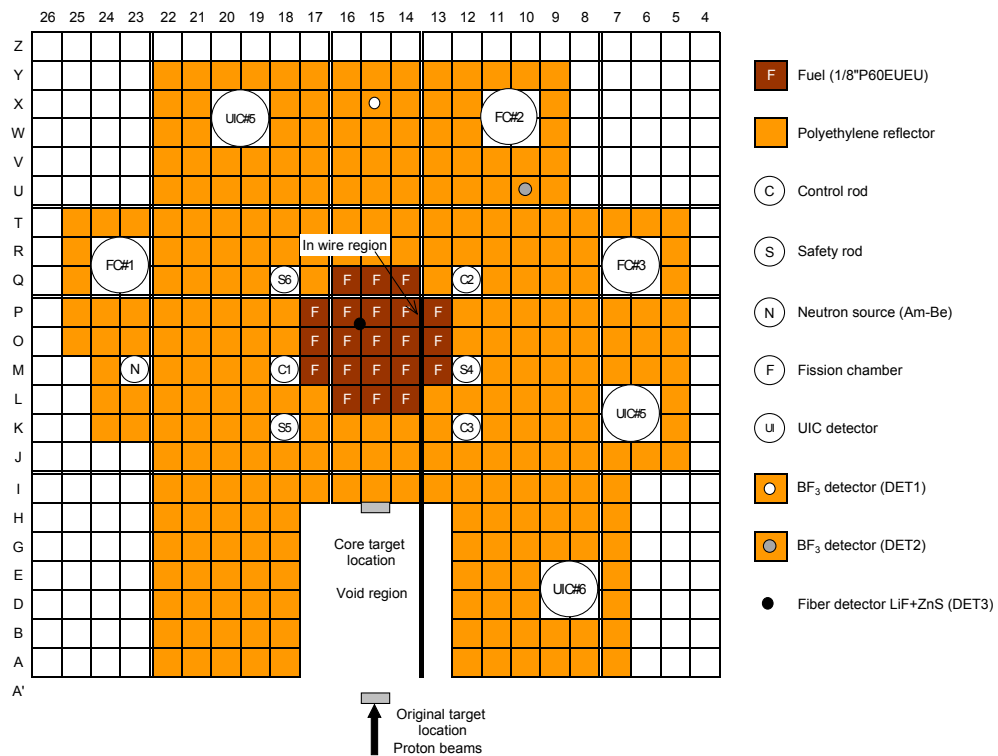 26 25 24 23 22 21 20 19 18 17 16 15 14 13 12 11 10 9 8 7 6 5 4
Z
Y
X
W
V
U
T
R
Q
P
O
M
L
K
J
I
H
G
E
D
B
A
A'
UIC#5
FC#2
In wire region
FC#1
FC#3
S6
F F F
C2
F F F F F
F F F F F
N
C1
F F F F F
S4
F F F
UIC#5
S5
C3
Core target
location
Void region
UIC#6
Original target
location
Proton beams
F Fuel (1/8"P60EUEU)
Polyethylene reflector
C Control rod
S Safety rod
N Neutron source (Am-Be)
F Fission chamber
UI UIC detector
BF₃ detector (DET1)
BF₃ detector (DET2)
Fiber detector LiF+ZnS (DET3)